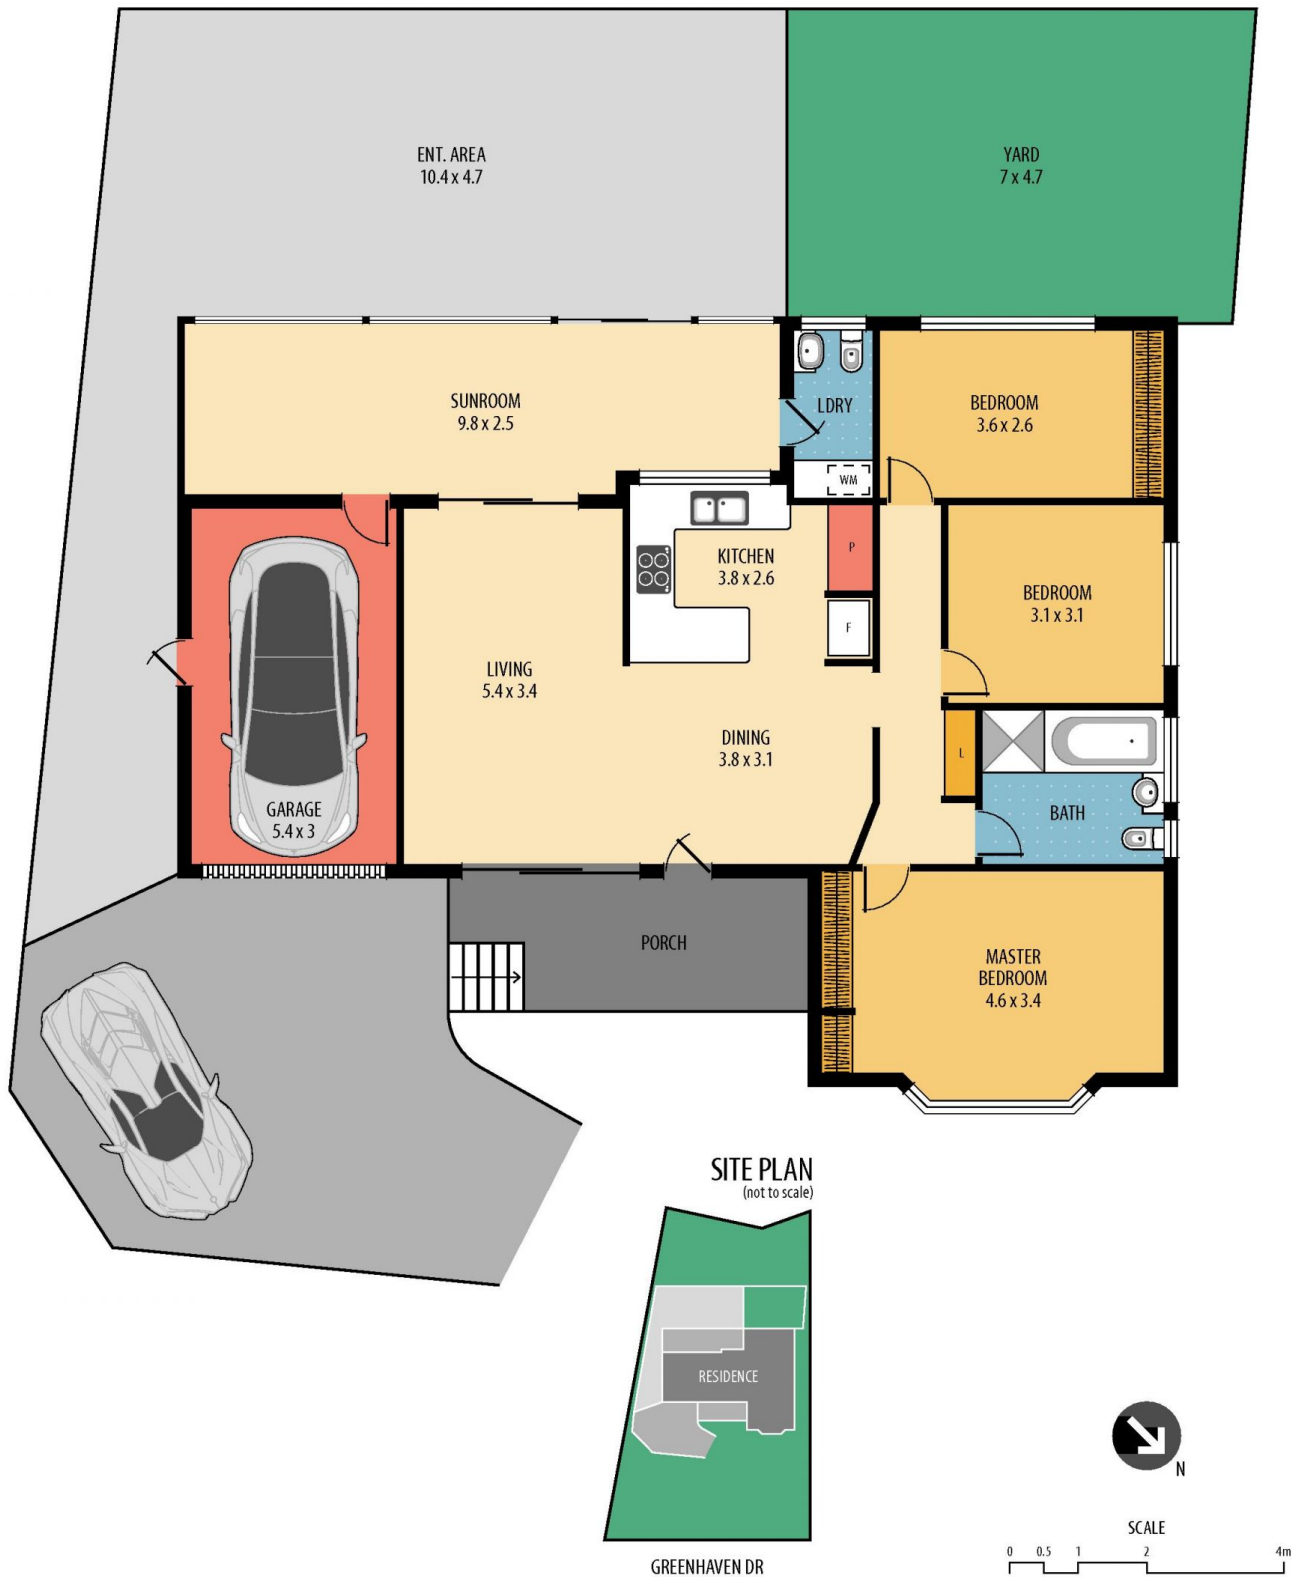 ENT. AREA
10.4 x 4.7
YARD
7 x 4.7
SUNROOM
9.8 x 2.5
LDRY
WM
BEDROOM
3.6 x 2.6
KITCHEN
3.8 x 2.6
P
F
BEDROOM
3.1 x 3.1
LIVING
5.4 x 3.4
DINING
3.8 x 3.1
L
BATH
GARAGE
5.4 x 3
PORCH
MASTER
BEDROOM
4.6 x 3.4
SITE PLAN
(not to scale)
RESIDENCE
GREENHAVEN DR
N
SCALE
0 0.5 1 2 4m